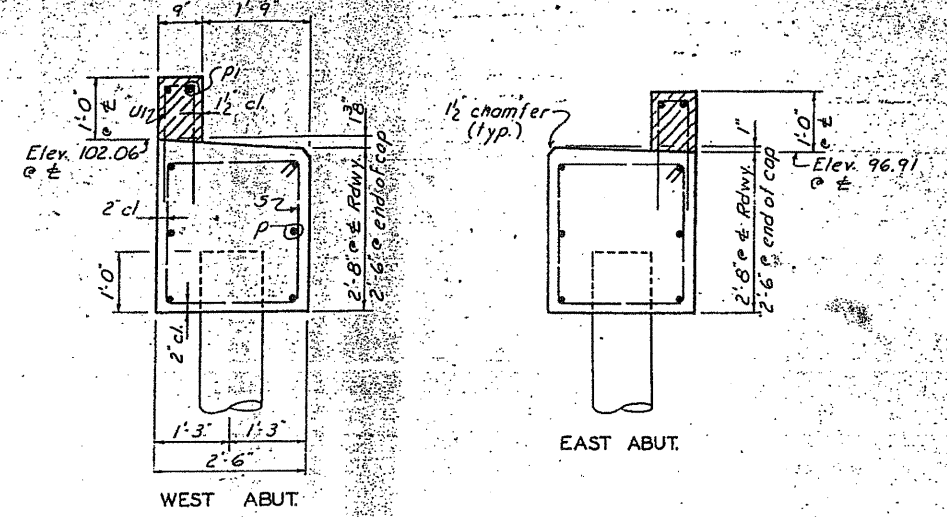 9"
1'-9"
p1
1½" cl.
U12
1'-0"
@ ℄
1⅜"
Elev. 102.06
@ ℄
2" cl.
S
P
1'-0"
2" cl.
2'-8" @ ℄ Rdwy.
2'-6" @ end of cap
1'-3"
1'-3"
2'-6"
WEST ABUT.
1½" chamfer
(typ.)
1"
1'-0"
@ ℄
Elev. 96.91
@ ℄
2'-8" @ ℄ Rdwy.
2'-6" @ end of cap
EAST ABUT.